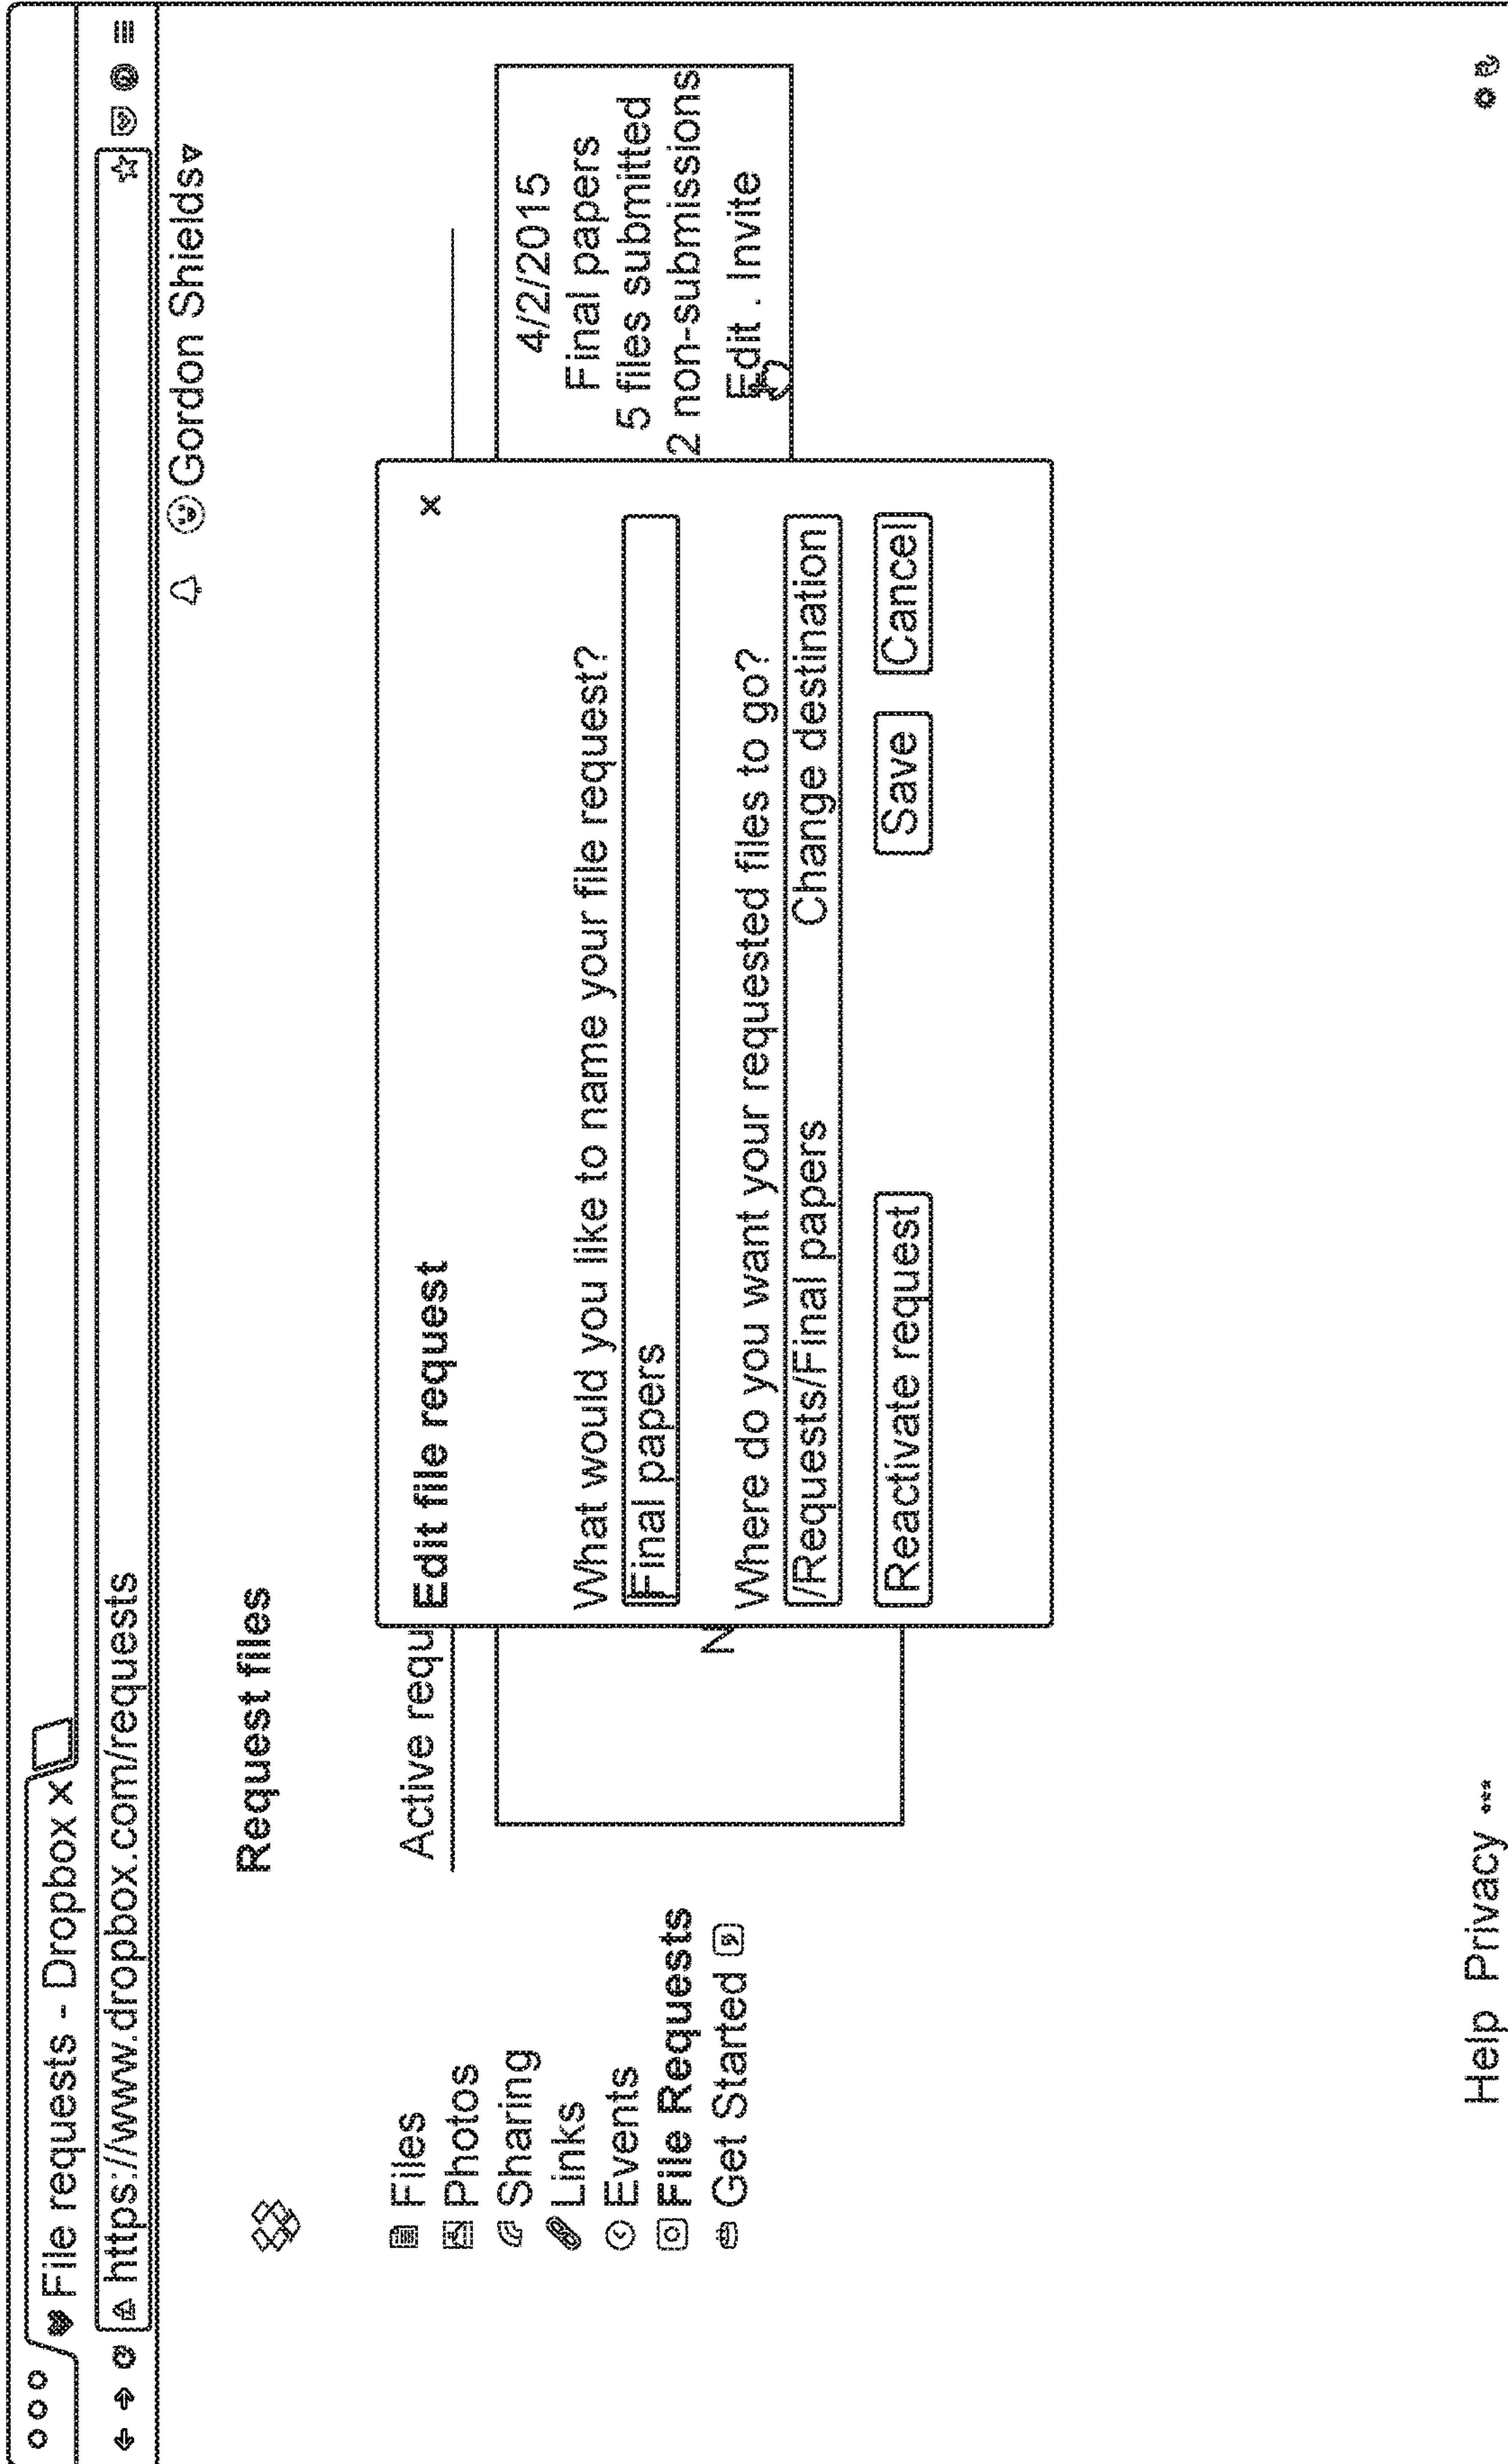 File requests - Dropbox x
https://www.dropbox.com/requests
Gordon Shields
Request files
Files
Photos
Sharing
Links
Events
File Requests
Get Started
Active requ
Edit file request x
What would you like to name your file request?
Final papers
Where do you want your requested files to go?
/Requests/Final papers Change destination
Reactivate request Save Cancel
N
4/2/2015
Final papers
5 files submitted
2 non-submissions
Edit . Invite
Help Privacy •••